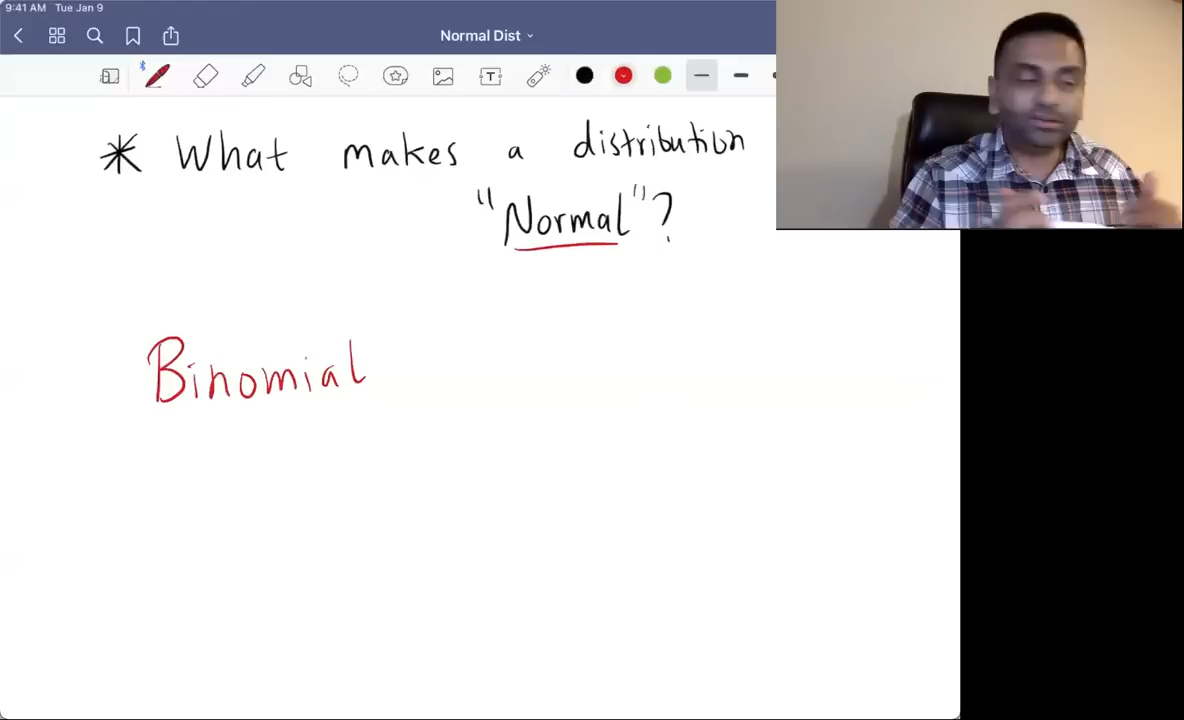 9:41 AM Tue Jan 9
Normal Dist
* What makes a distribution
"Normal"?
Binomial